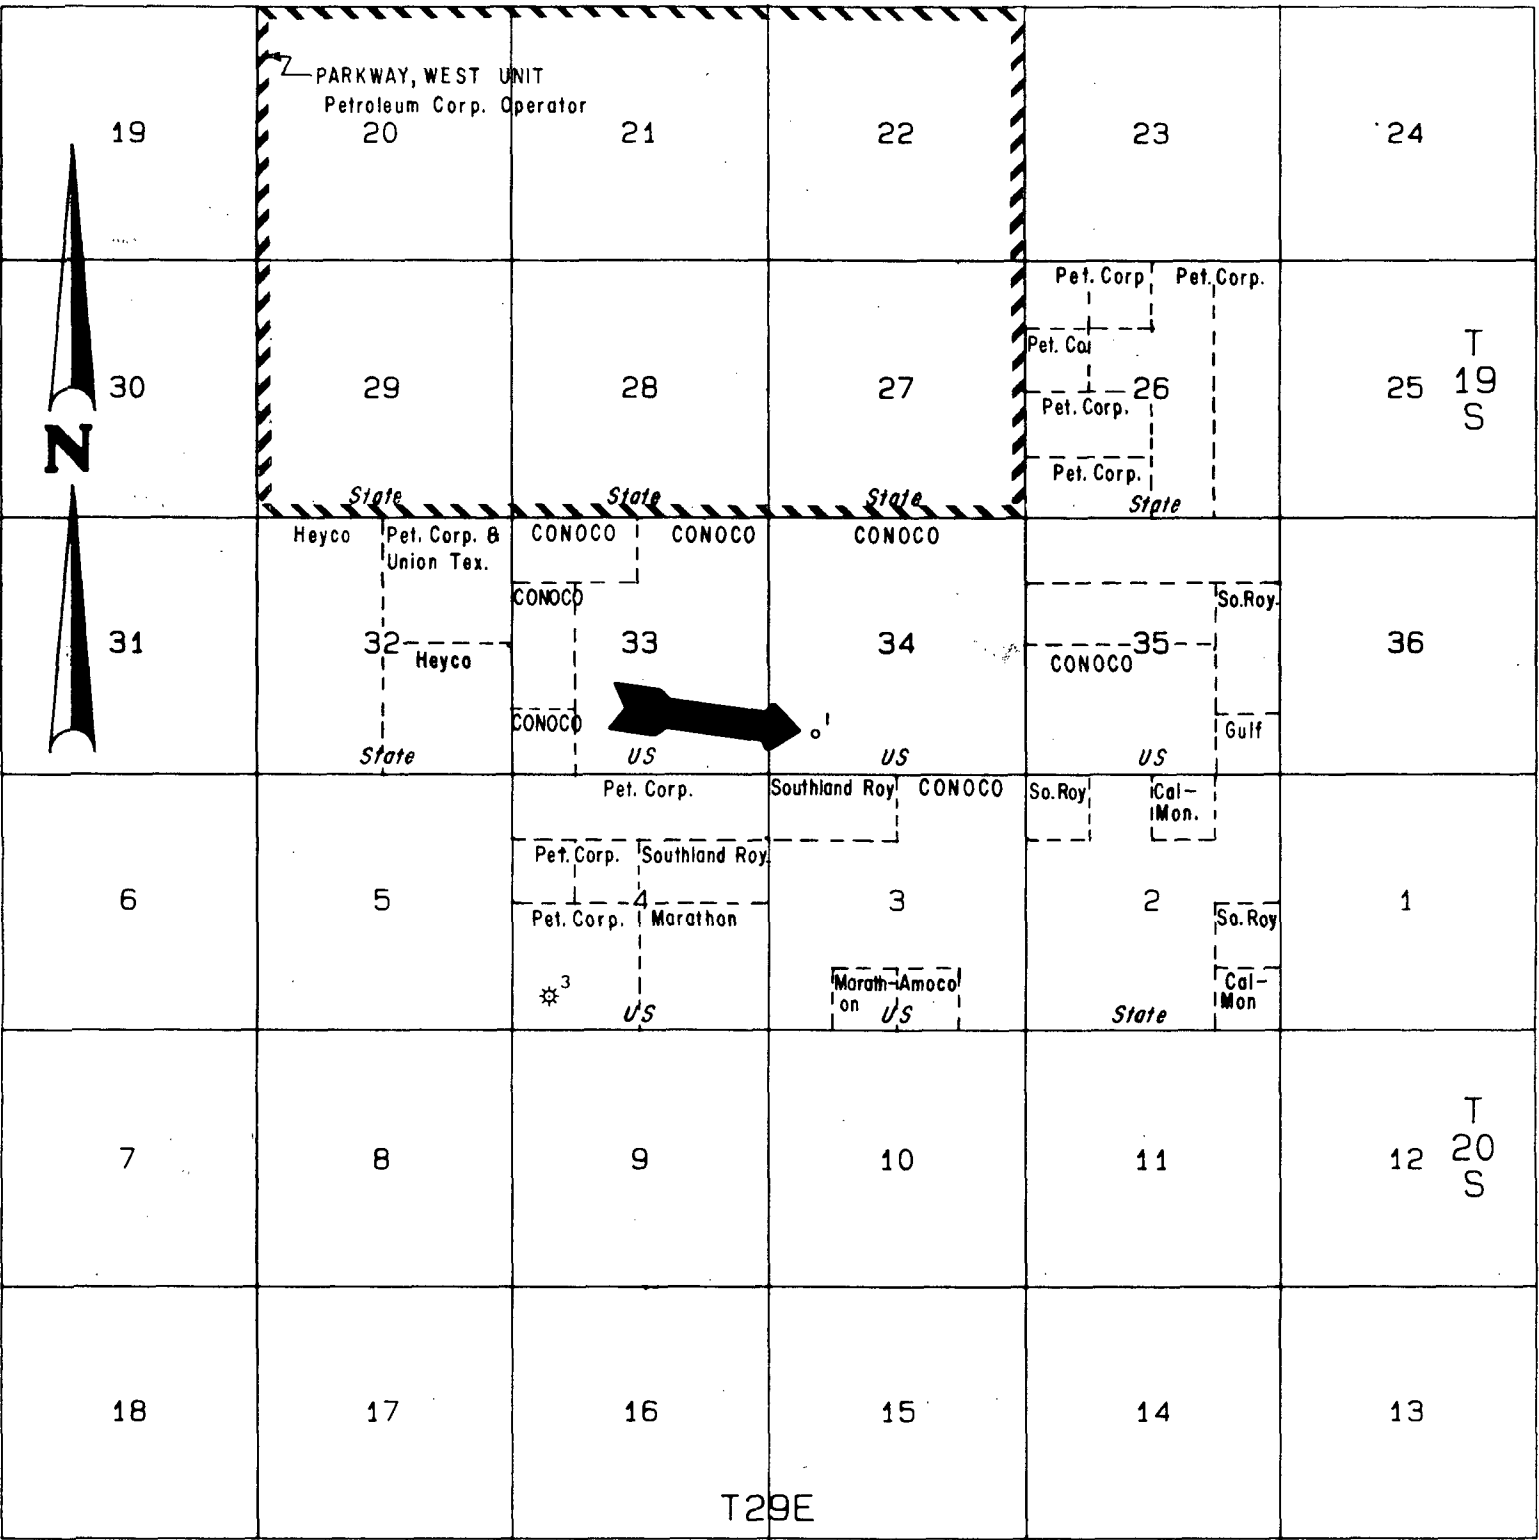 PARKWAY, WEST UNIT
Petroleum Corp. Operator
19
20
21
22
23
24
N
Pet. Corp
Pet. Corp.
Pet. Co
30
29
28
27
26
25
T
19
S
Pet. Corp.
Pet. Corp.
State
State
State
State
Heyco
Pet. Corp. &
Union Tex.
CONOCO
CONOCO
CONOCO
CONOCO
So.Roy.
31
32
33
34
35
36
Heyco
CONOCO
CONOCO
1
Gulf
State
US
US
US
Pet. Corp.
Southland Roy
CONOCO
So.Roy
Cal-
Mon.
Pet. Corp.
Southland Roy.
6
5
4
3
2
1
Pet. Corp.
Marathon
So. Roy
3
Marath-
on
Amoco
Cal-
Mon
US
US
State
7
8
9
10
11
12
T
20
S
18
17
16
15
14
13
T29E